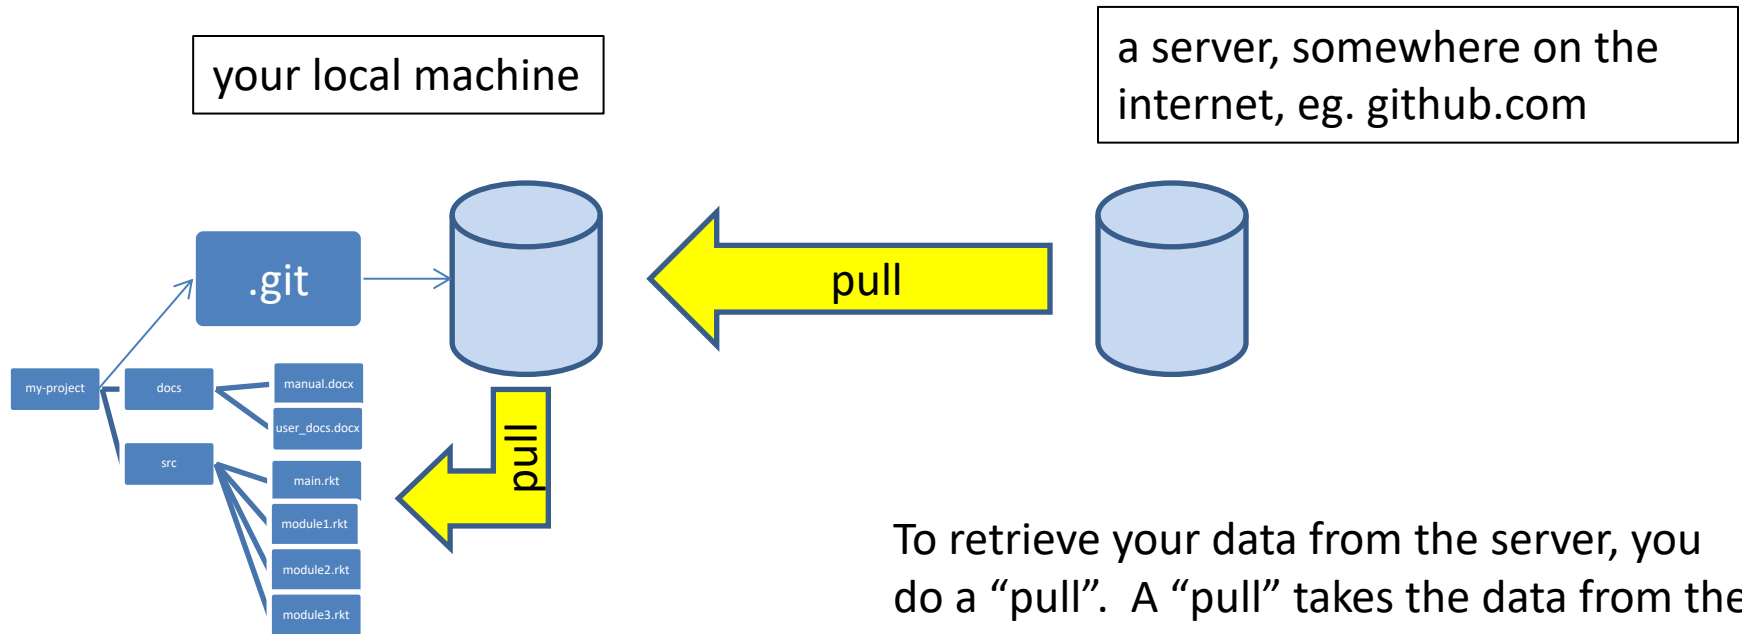 your local machine
a server, somewhere on the
internet, eg. github.com
.git
pull
my-project
docs
manual.docx
user_docs.docx
pull
src
main.rkt
module1.rkt
module2.rkt
module3.rkt
To retrieve your data from the server, you
do a “pull”.  A “pull” takes the data from the